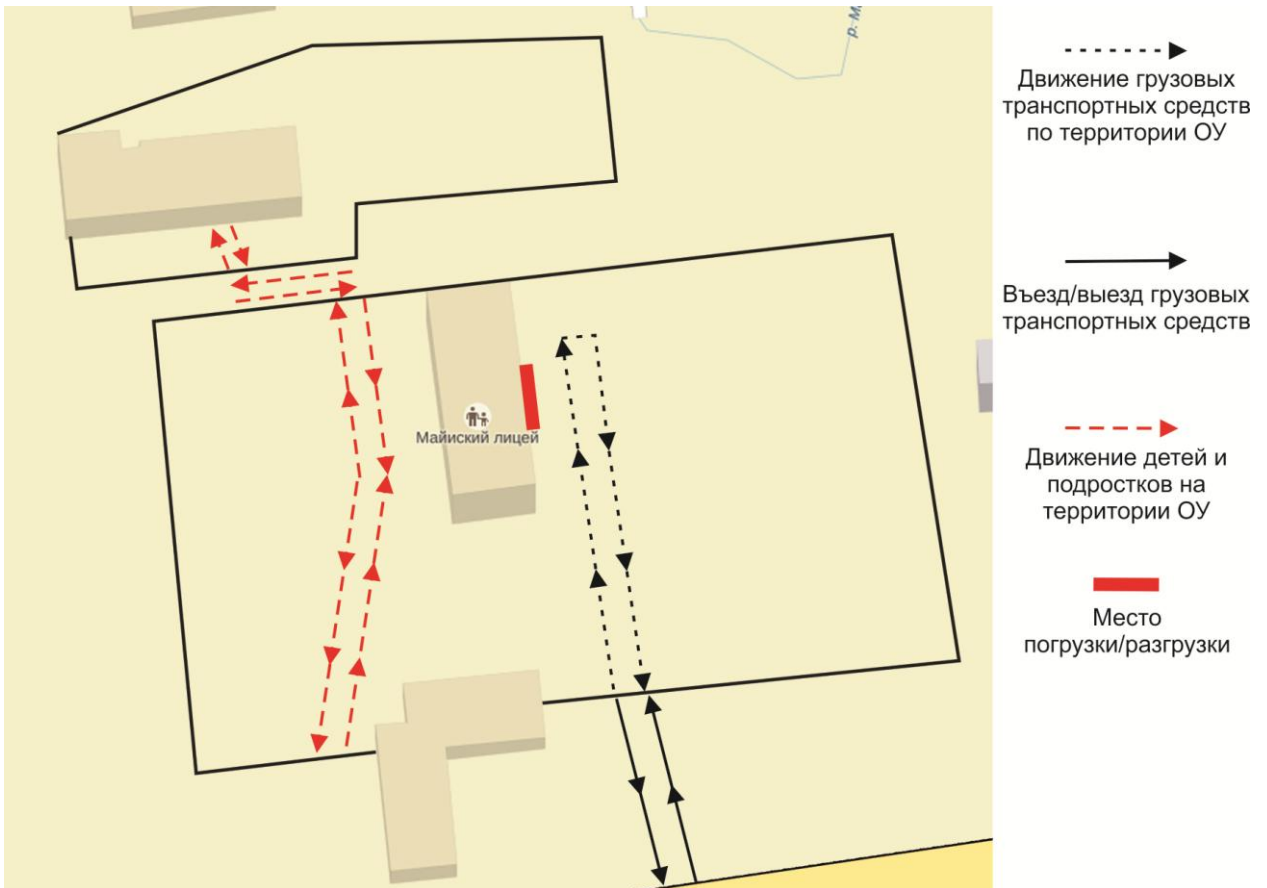 р. М
Майский лицей
Движение грузовых
транспортных средств
по территории ОУ
Въезд/выезд грузовых
транспортных средств
Движение детей и
подростков на
территории ОУ
Место
погрузки/разгрузки